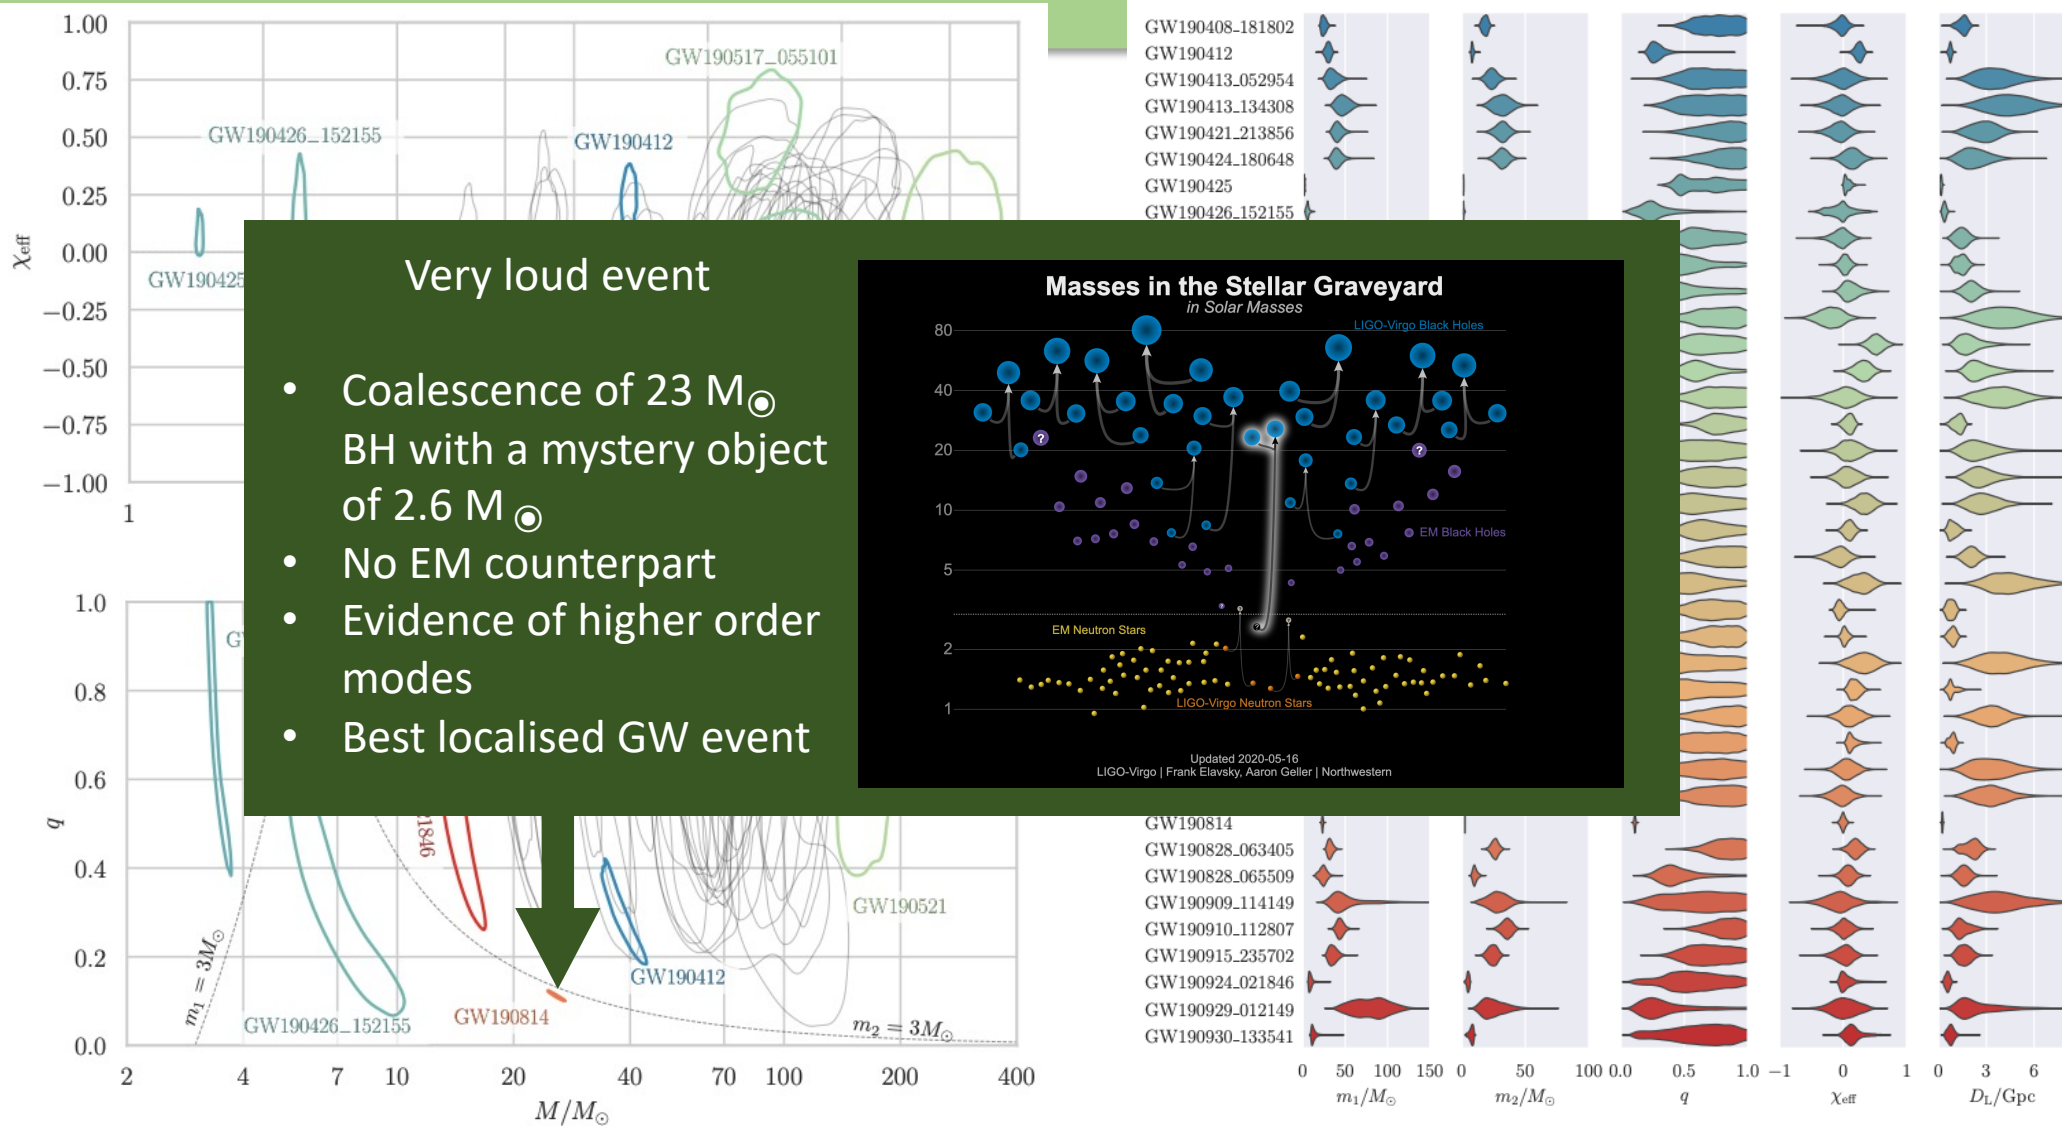 1.00
0.75
0.50
0.25
0.00
−0.25
−0.50
−0.75
−1.00
χeff
1
GW190517_055101
GW190426_152155
GW190412
GW190425
1.0
0.8
0.6
0.4
0.2
0.0
q
2 4 7 10 20 40 70 100 200 400
M/M⊙
m₁ = 3M⊙
m₂ = 3M⊙
GW190426_152155
GW190814
GW190412
GW190521
21846
Very loud event
• Coalescence of 23 M⊙
BH with a mystery object
of 2.6 M⊙
• No EM counterpart
• Evidence of higher order
modes
• Best localised GW event
Masses in the Stellar Graveyard
in Solar Masses
LIGO-Virgo Black Holes
80
40
20
10
5
2
1
EM Black Holes
EM Neutron Stars
LIGO-Virgo Neutron Stars
Updated 2020-05-16
LIGO-Virgo | Frank Elavsky, Aaron Geller | Northwestern
GW190408_181802
GW190412
GW190413_052954
GW190413_134308
GW190421_213856
GW190424_180648
GW190425
GW190426_152155
GW190814
GW190828_063405
GW190828_065509
GW190909_114149
GW190910_112807
GW190915_235702
GW190924_021846
GW190929_012149
GW190930_133541
0 50 100 150 0 50 100 0.0 0.5 1.0 −1 0 1 0 3 6
m₁/M⊙ m₂/M⊙ q χeff DL/Gpc